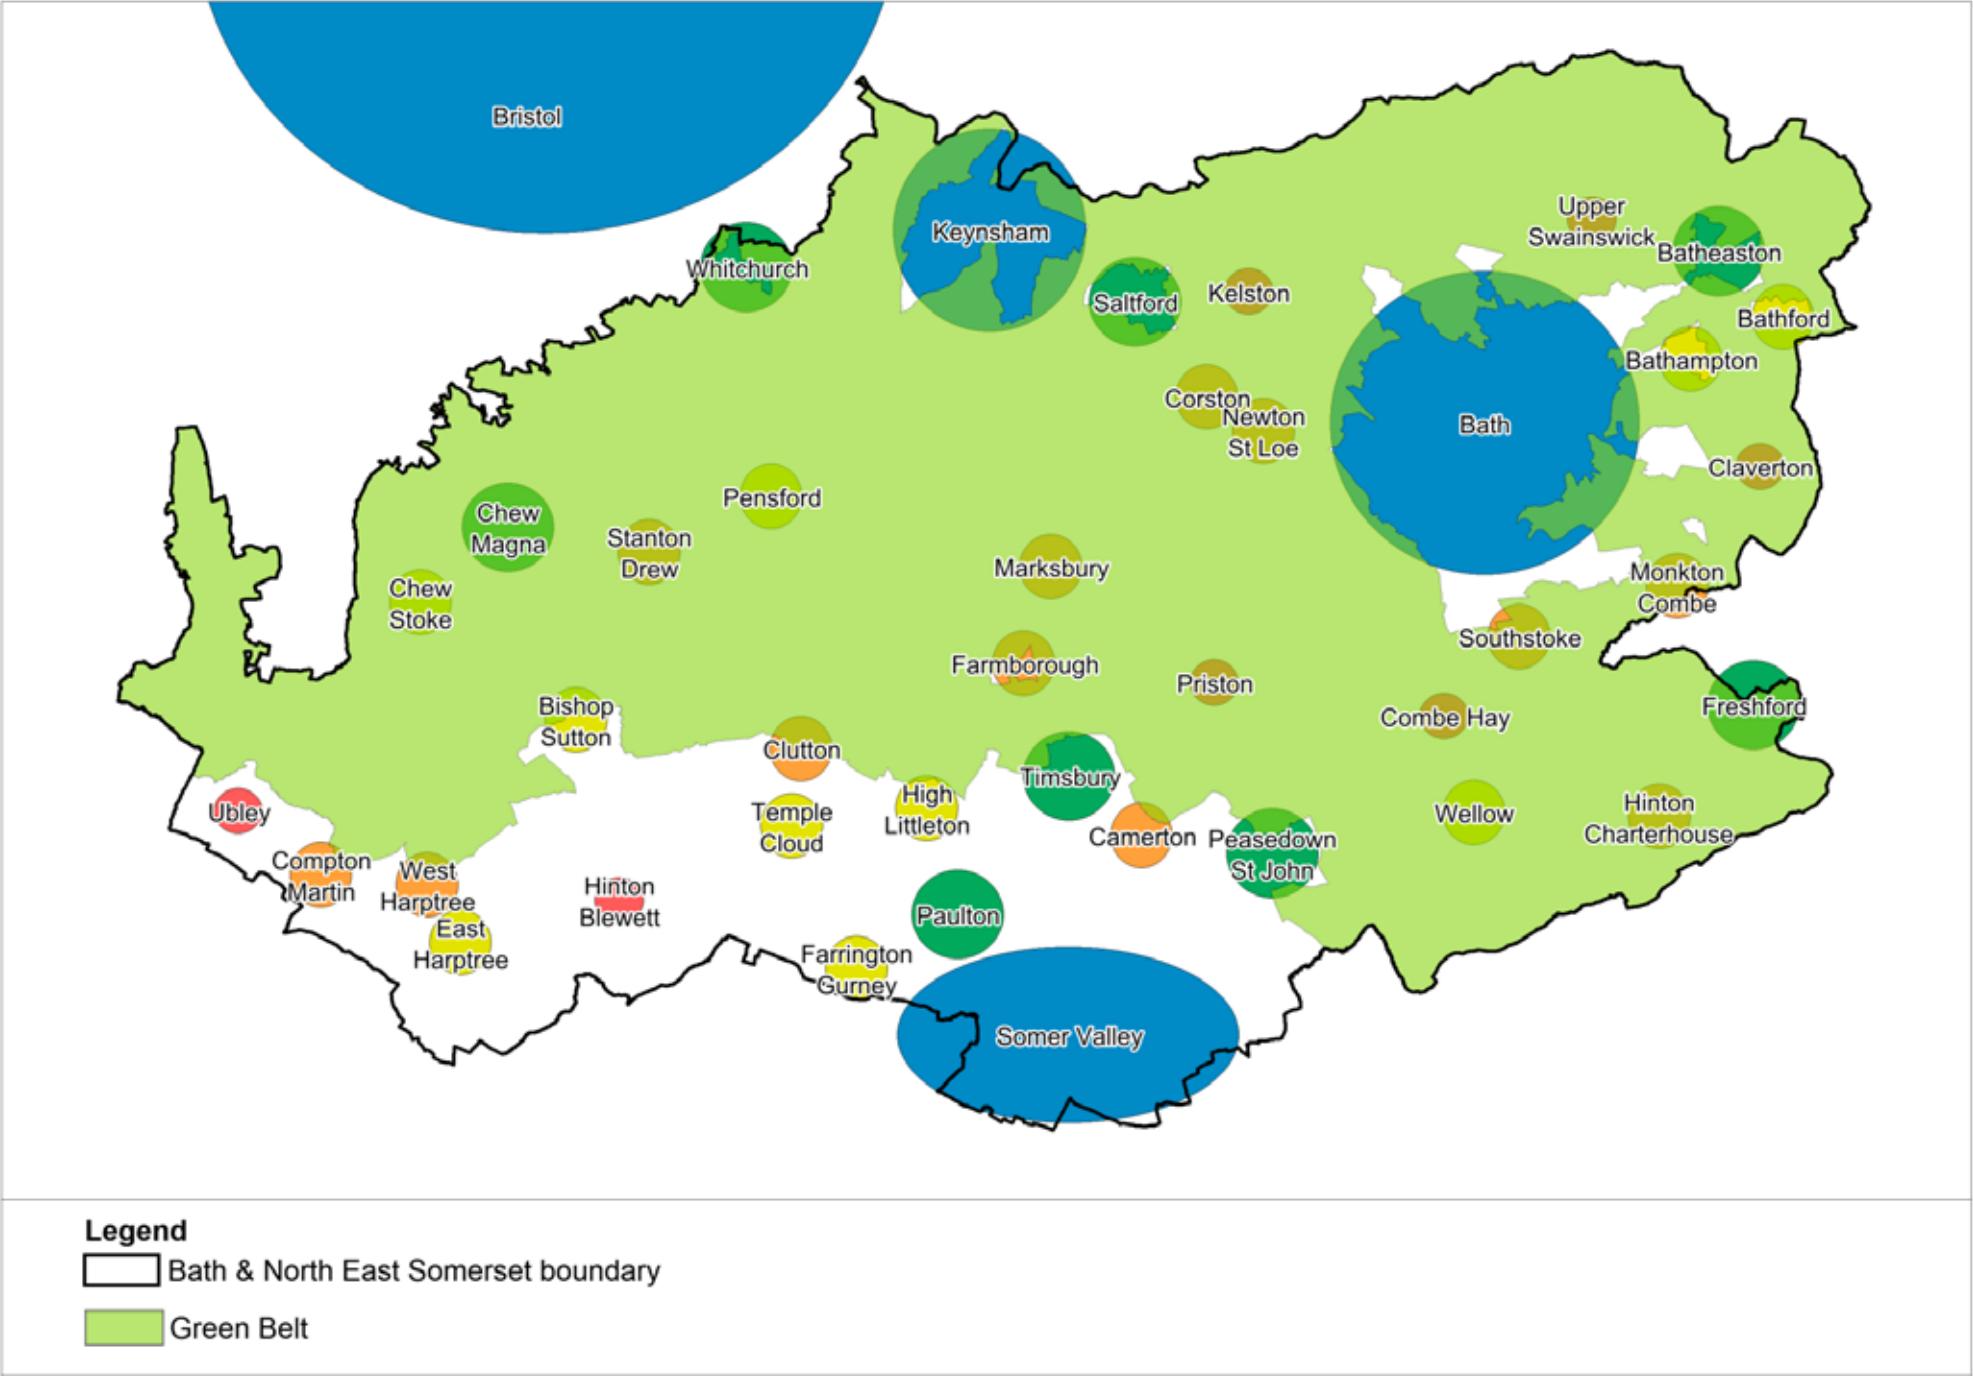 Bristol
Upper
Swainswick
Keynsham
Batheaston
Whitchurch
Kelston
Saltford
Bathford
Bathampton
Corston
Newton
St Loe
Bath
Claverton
Pensford
Chew
Magna
Stanton
Drew
Marksbury
Monkton
Combe
Chew
Stoke
Southstoke
Farmborough
Priston
Freshford
Combe Hay
Bishop
Sutton
Clutton
Timsbury
Ubley
Temple
Cloud
High
Littleton
Camerton
Peasedown
St John
Wellow
Hinton
Charterhouse
Compton
Martin
West
Harptree
Hinton
Blewett
Paulton
East
Harptree
Farrington
Gurney
Somer Valley
Legend
Bath & North East Somerset boundary
Green Belt